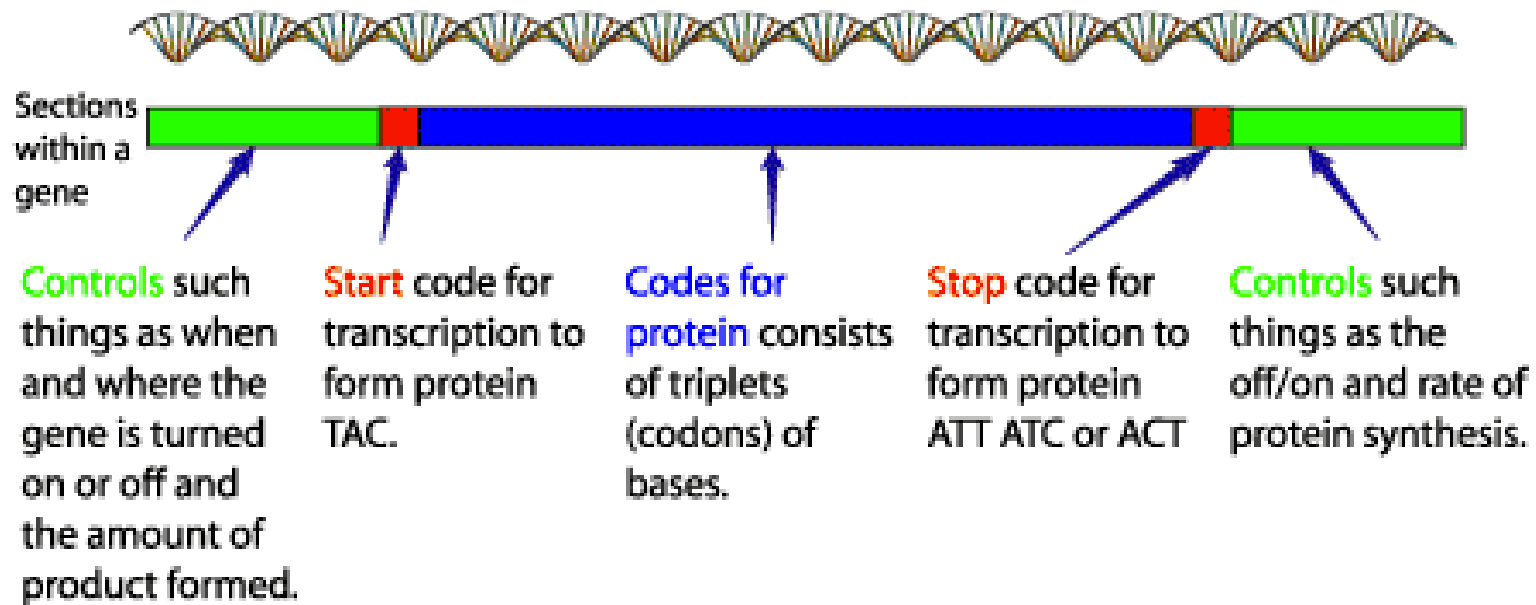 Sections
within a
gene
Controls such
things as when
and where the
gene is turned
on or off and
the amount of
product formed.
Start code for
transcription to
form protein
TAC.
Codes for
protein consists
of triplets
(codons) of
bases.
Stop code for
transcription to
form protein
ATT ATC or ACT
Controls such
things as the
off/on and rate of
protein synthesis.